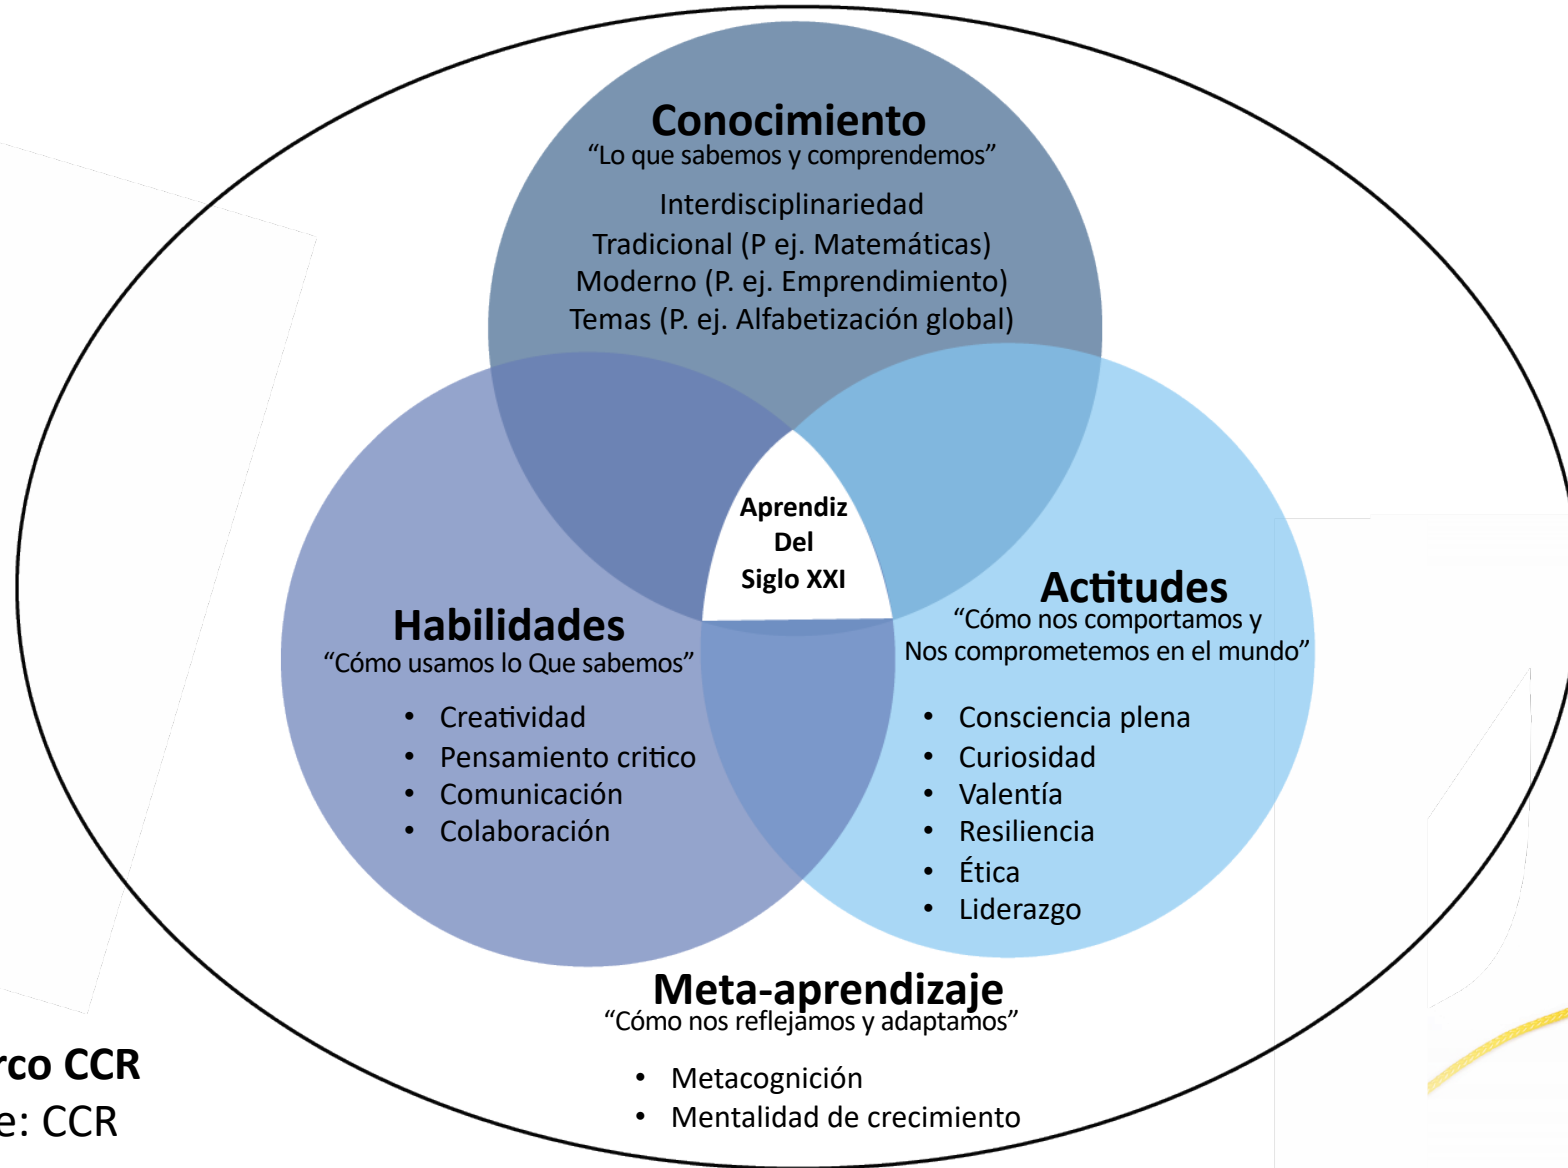 Conocimiento
“Lo que sabemos y comprendemos”
Interdisciplinariedad
Tradicional (P ej. Matemáticas)
Moderno (P. ej. Emprendimiento)
Temas (P. ej. Alfabetización global)
Aprendiz
Del
Siglo XXI
Habilidades
“Cómo usamos lo Que sabemos”
• Creatividad
• Pensamiento critico
• Comunicación
• Colaboración
Actitudes
“Cómo nos comportamos y
Nos comprometemos en el mundo”
• Consciencia plena
• Curiosidad
• Valentía
• Resiliencia
• Ética
• Liderazgo
Meta-aprendizaje
“Cómo nos reflejamos y adaptamos”
• Metacognición
• Mentalidad de crecimiento
rco CCR
e: CCR